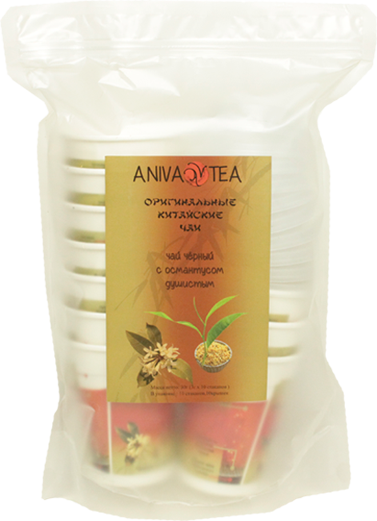 ANIVA TEA
ОРИГИНАЛЬНЫЕ
КИТАЙСКИЕ
ЧАИ
чай чёрный
с османтусом
душистым